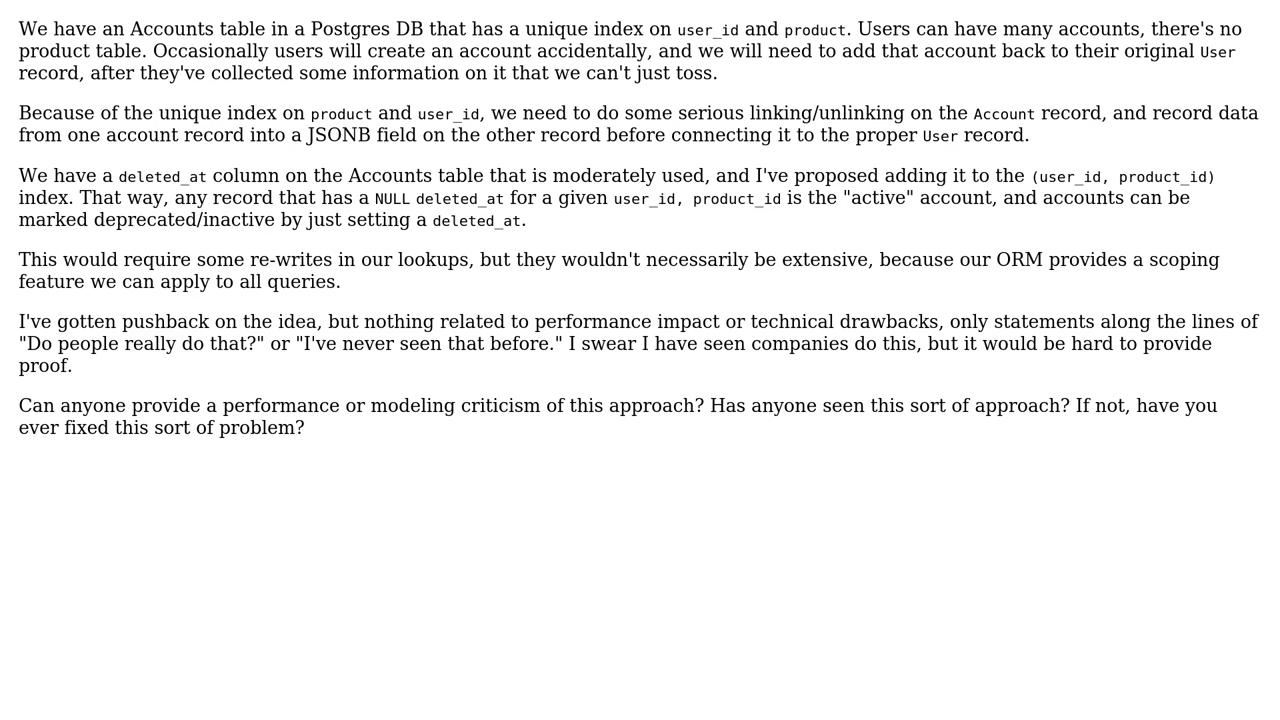 We have an Accounts table in a Postgres DB that has a unique index on user_id and product. Users can have many accounts, there's no
product table. Occasionally users will create an account accidentally, and we will need to add that account back to their original User
record, after they've collected some information on it that we can't just toss.
Because of the unique index on product and user_id, we need to do some serious linking/unlinking on the Account record, and record data
from one account record into a JSONB field on the other record before connecting it to the proper User record.
We have a deleted_at column on the Accounts table that is moderately used, and I've proposed adding it to the (user_id, product_id)
index. That way, any record that has a NULL deleted_at for a given user_id, product_id is the "active" account, and accounts can be
marked deprecated/inactive by just setting a deleted_at.
This would require some re-writes in our lookups, but they wouldn't necessarily be extensive, because our ORM provides a scoping
feature we can apply to all queries.
I've gotten pushback on the idea, but nothing related to performance impact or technical drawbacks, only statements along the lines of
"Do people really do that?" or "I've never seen that before." I swear I have seen companies do this, but it would be hard to provide
proof.
Can anyone provide a performance or modeling criticism of this approach? Has anyone seen this sort of approach? If not, have you
ever fixed this sort of problem?